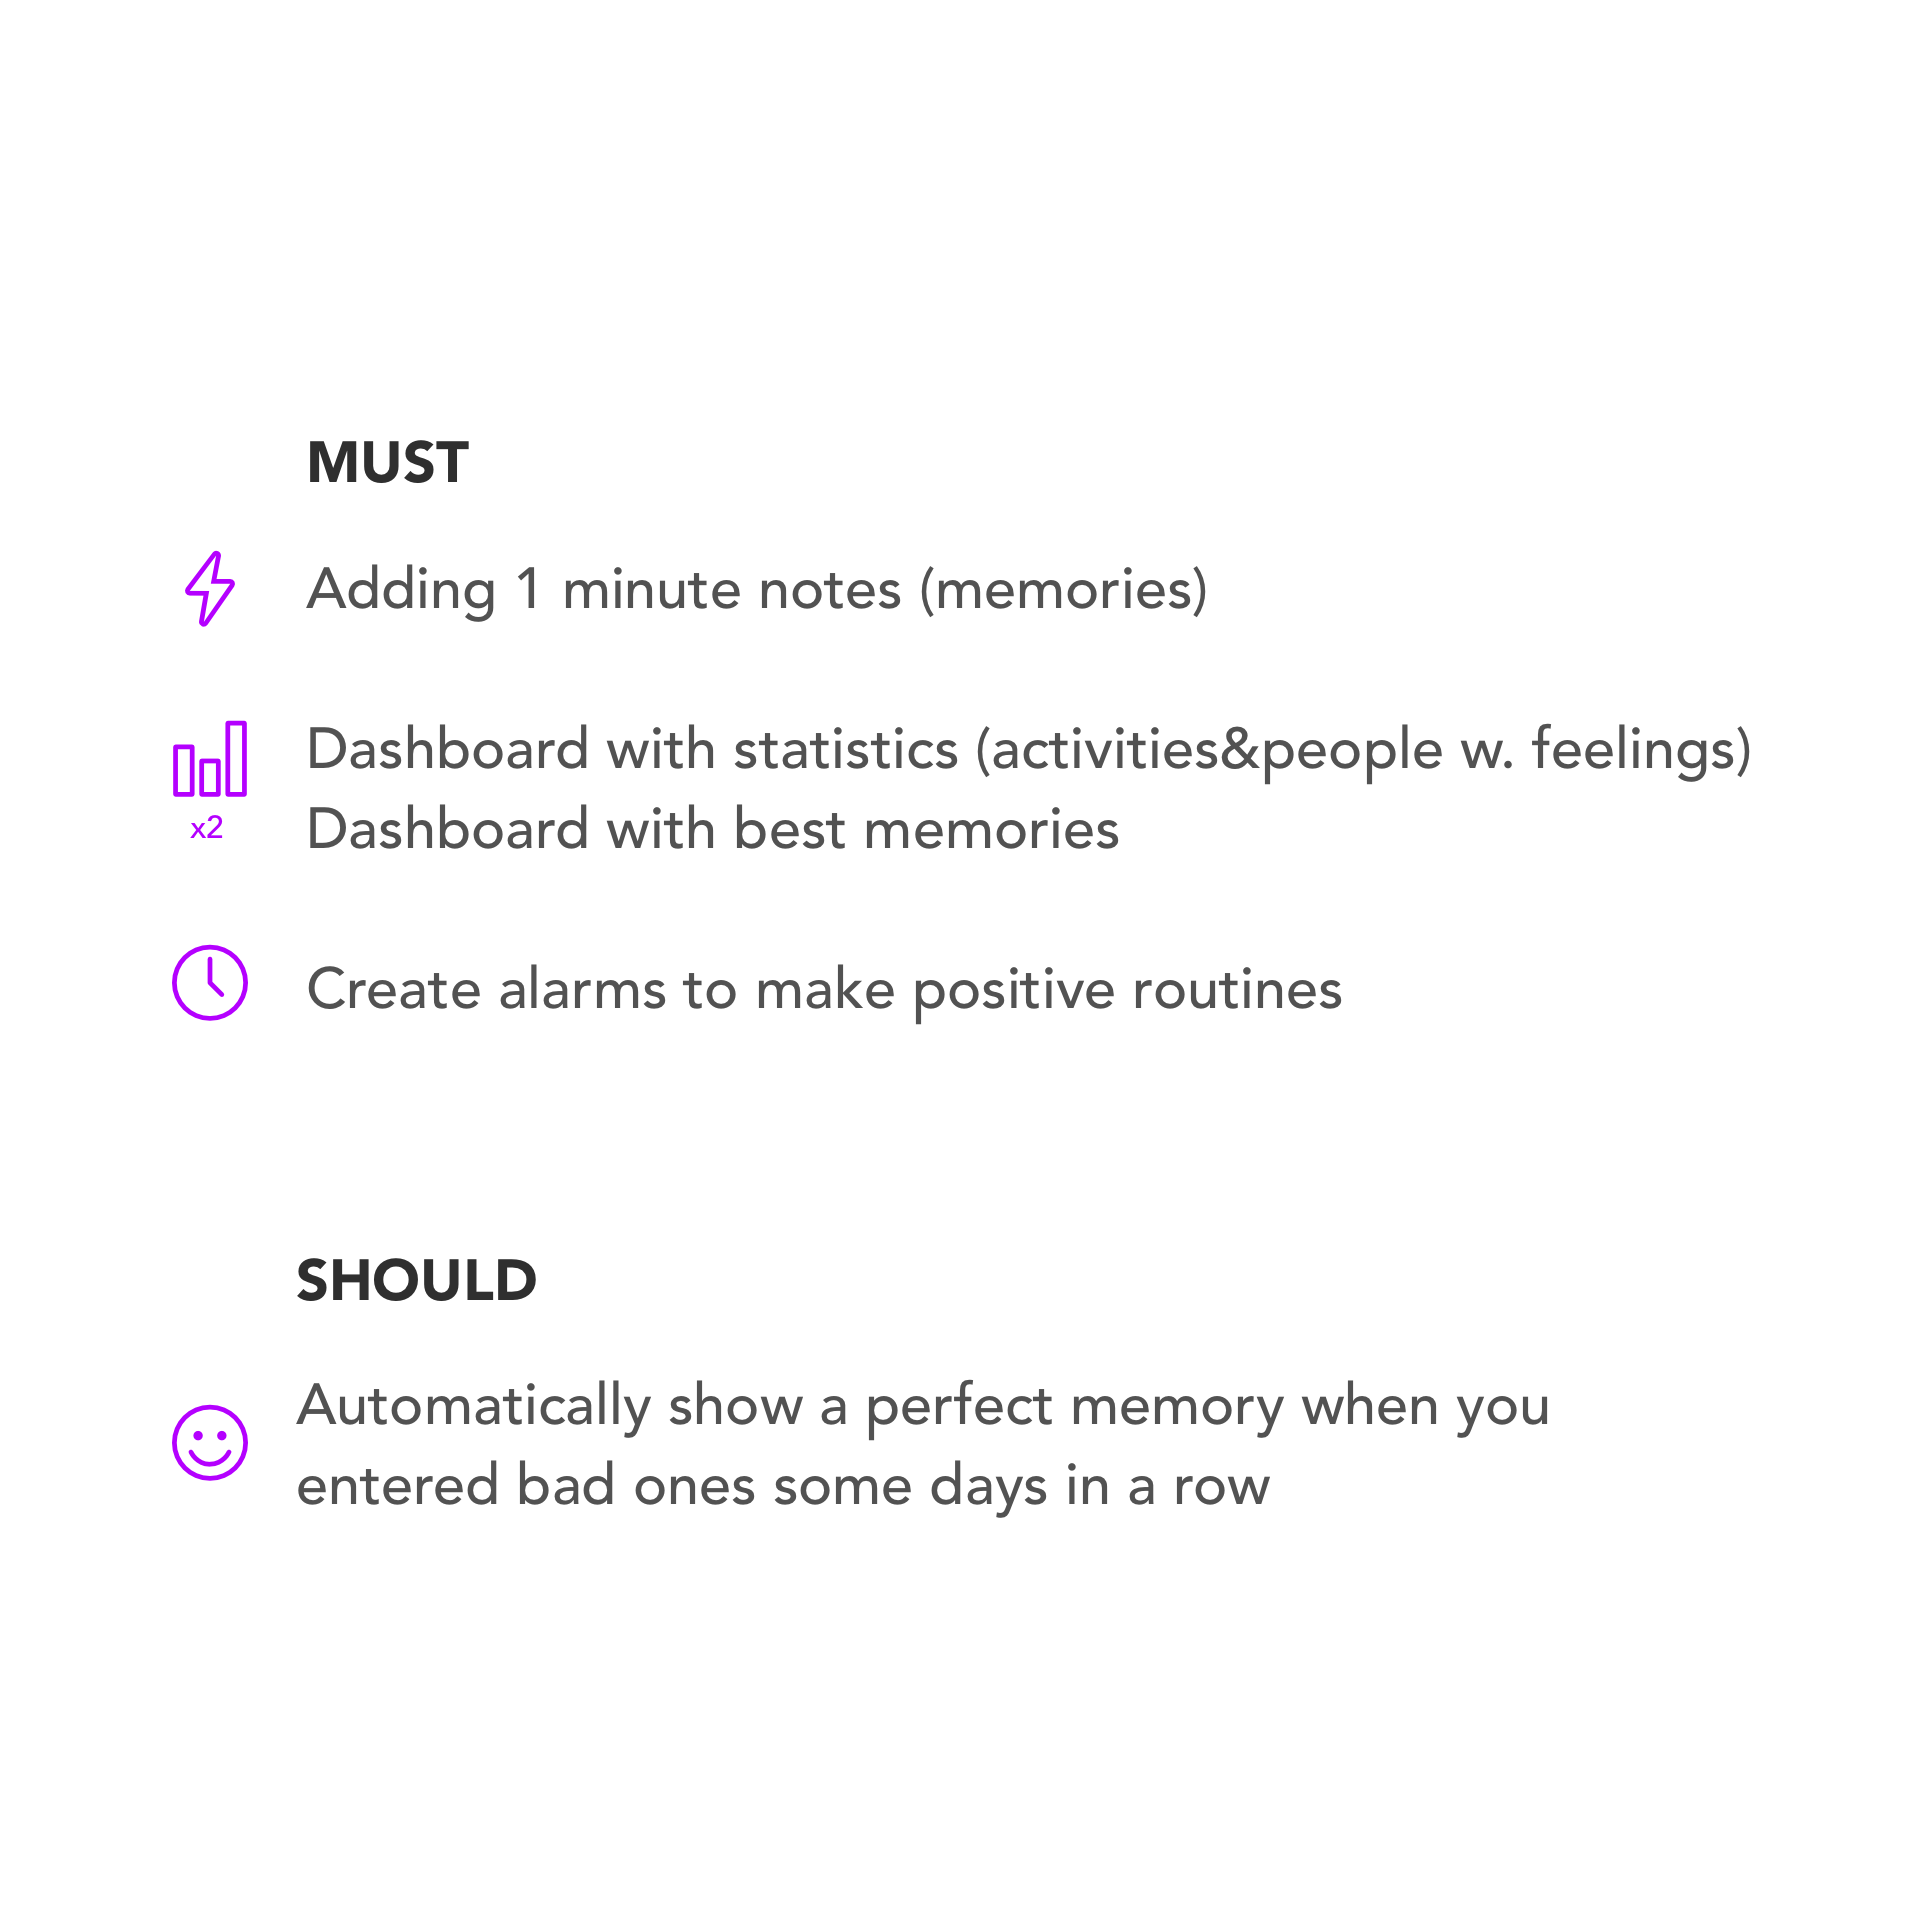 MUST
Adding 1 minute notes (memories)
Dashboard with statistics (activities&people w. feelings)
x2
Dashboard with best memories
Create alarms to make positive routines
SHOULD
Automatically show a perfect memory when you
entered bad ones some days in a row